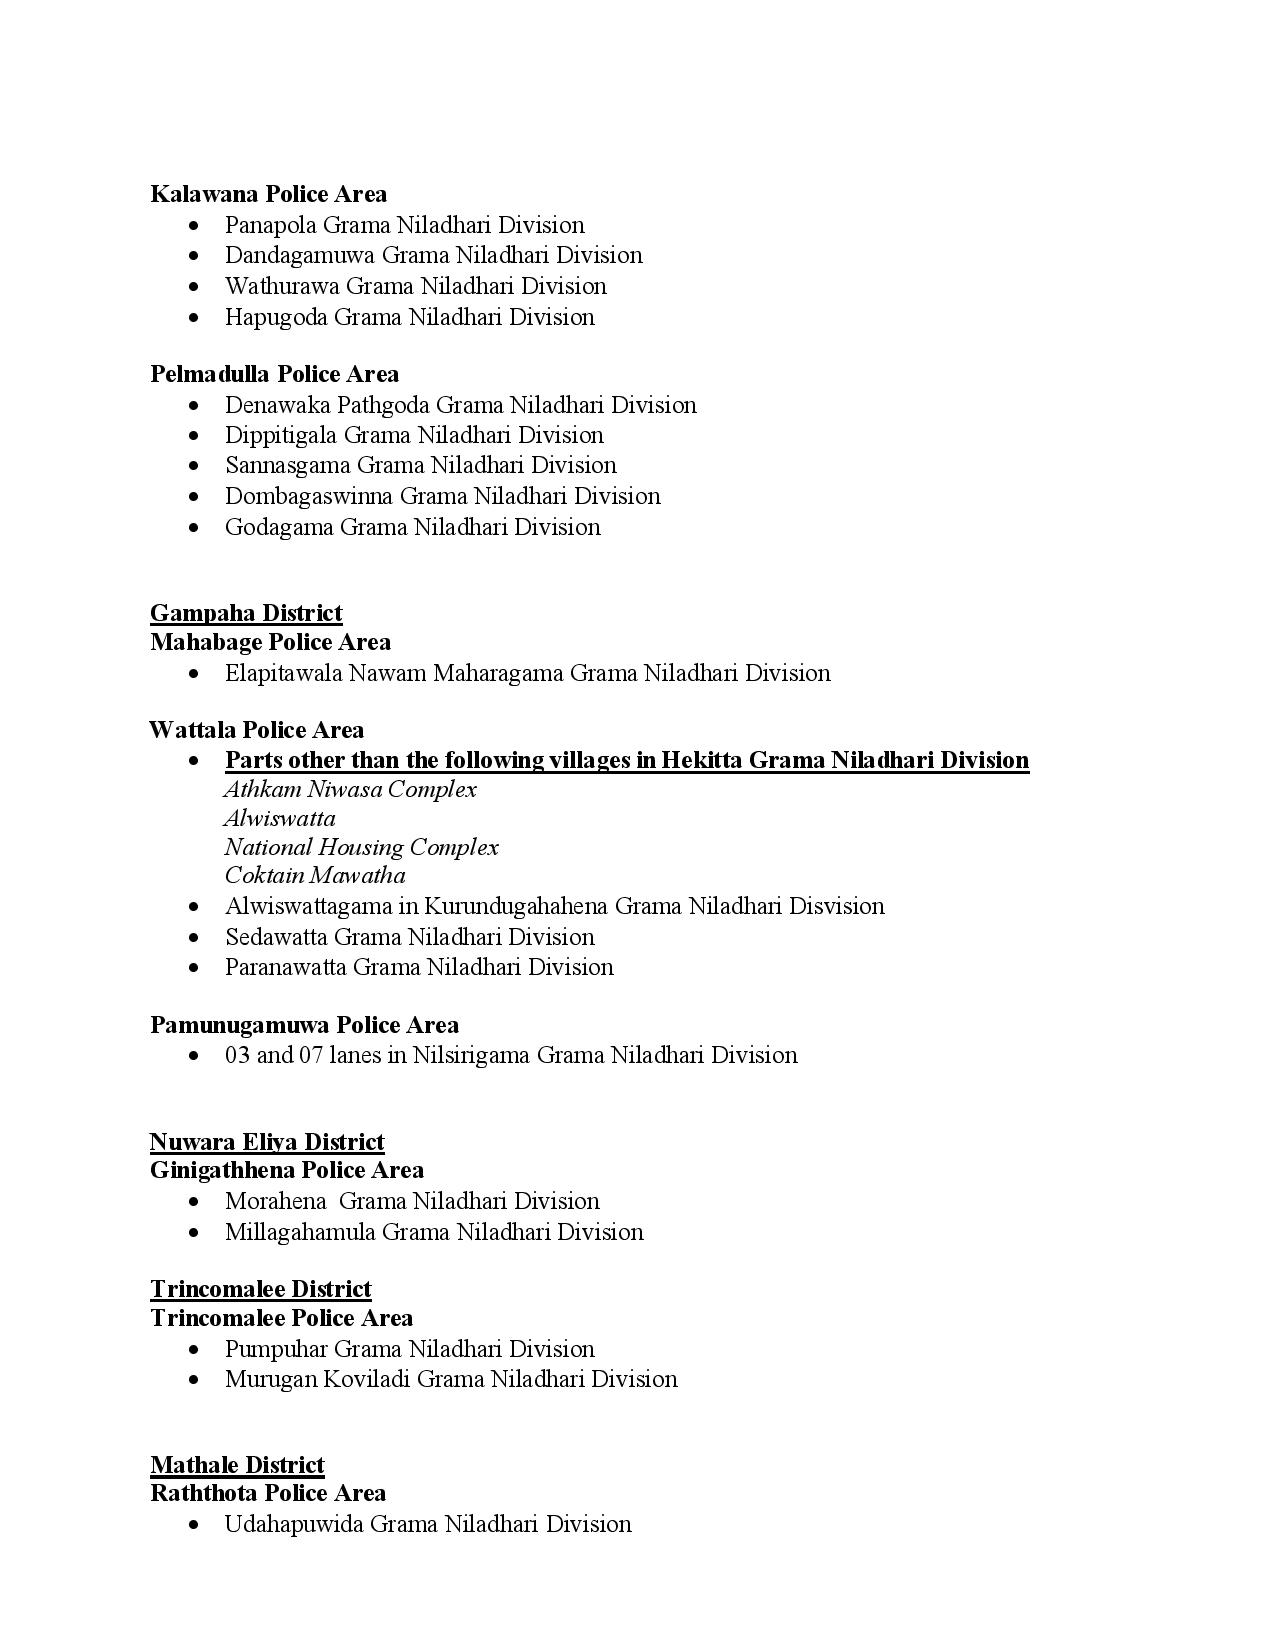 Kalawana Police Area
• Panapola Grama Niladhari Division
• Dandagamuwa Grama Niladhari Division
• Wathurawa Grama Niladhari Division
• Hapugoda Grama Niladhari Division
Pelmadulla Police Area
• Denawaka Pathgoda Grama Niladhari Division
• Dippitigala Grama Niladhari Division
• Sannasgama Grama Niladhari Division
• Dombagaswinna Grama Niladhari Division
• Godagama Grama Niladhari Division
Gampaha District
Mahabage Police Area
• Elapitawala Nawam Maharagama Grama Niladhari Division
Wattala Police Area
• Parts other than the following villages in Hekitta Grama Niladhari Division
Athkam Niwasa Complex
Alwiswatta
National Housing Complex
Coktain Mawatha
• Alwiswattagama in Kurundugahahena Grama Niladhari Disvision
• Sedawatta Grama Niladhari Division
• Paranawatta Grama Niladhari Division
Pamunugamuwa Police Area
• 03 and 07 lanes in Nilsirigama Grama Niladhari Division
Nuwara Eliya District
Ginigathhena Police Area
• Morahena  Grama Niladhari Division
• Millagahamula Grama Niladhari Division
Trincomalee District
Trincomalee Police Area
• Pumpuhar Grama Niladhari Division
• Murugan Koviladi Grama Niladhari Division
Mathale District
Raththota Police Area
• Udahapuwida Grama Niladhari Division